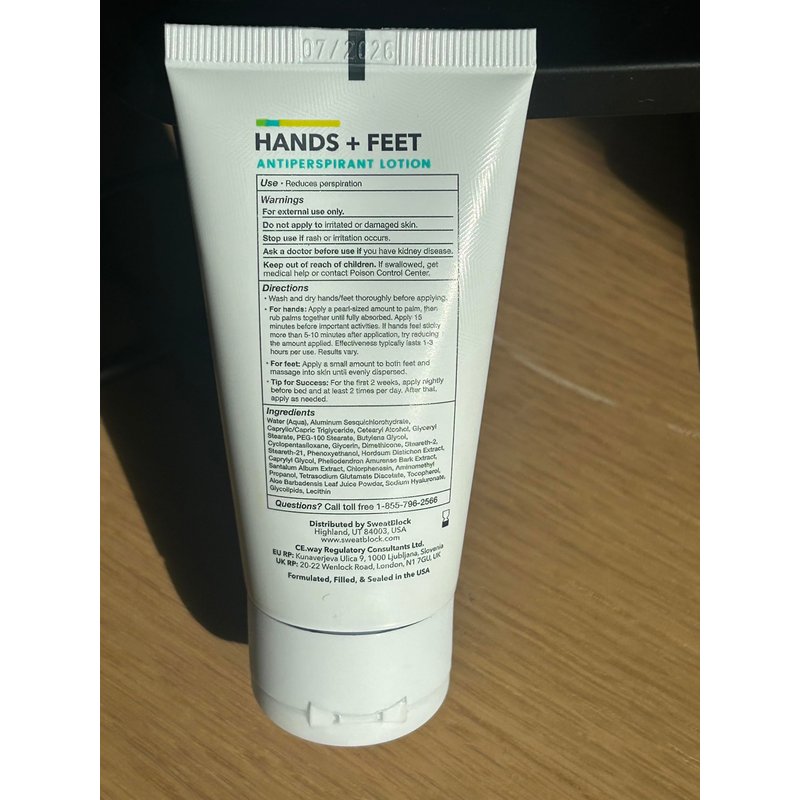 07/2026
HANDS + FEET
ANTIPERSPIRANT LOTION
Use • Reduces perspiration
Warnings
For external use only.
Do not apply to irritated or damaged skin.
Stop use if rash or irritation occurs.
Ask a doctor before use if you have kidney disease.
Keep out of reach of children. If swallowed, get
medical help or contact Poison Control Center.
Directions
• Wash and dry hands/feet thoroughly before applying.
• For hands: Apply a pearl-sized amount to palm, then
rub palms together until fully absorbed. Apply 15
minutes before important activities. If hands feel sticky
more than 5-10 minutes after application, try reducing
the amount applied. Effectiveness typically lasts 1-3
hours per use. Results vary.
• For feet: Apply a small amount to both feet and
massage into skin until evenly dispersed.
• Tip for Success: For the first 2 weeks, apply nightly
before bed and at least 2 times per day. After that,
apply as needed.
Ingredients
Water (Aqua), Aluminum Sesquichlorohydrate,
Caprylic/Capric Triglyceride, Cetearyl Alcohol, Glyceryl
Stearate, PEG-100 Stearate, Butylene Glycol,
Cyclopentasiloxane, Glycerin, Dimethicone, Steareth-2,
Steareth-21, Phenoxyethanol, Hordeum Distichon Extract,
Caprylyl Glycol, Phellodendron Amurense Bark Extract,
Santalum Album Extract, Chlorphenesin, Aminomethyl
Propanol, Tetrasodium Glutamate Diacetate, Tocopherol,
Aloe Barbadensis Leaf Juice Powder, Sodium Hyaluronate,
Glycolipids, Lecithin
Questions? Call toll free 1-855-796-2566
Distributed by SweatBlock
Highland, UT 84003, USA
www.sweatblock.com
CE.way Regulatory Consultants Ltd.
EU RP: Kunaverjeva Ulica 9, 1000 Ljubljana, Slovenia
UK RP: 20-22 Wenlock Road, London, N1 7GU, UK
Formulated, Filled, & Sealed in the USA